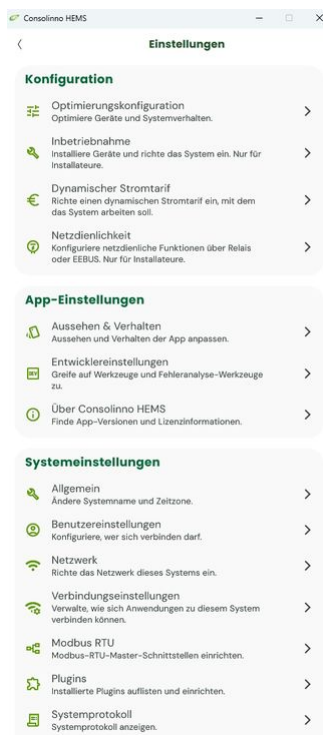 Consolinno HEMS
Einstellungen
Konfiguration
Optimierungskonfiguration
Optimiere Geräte und Systemverhalten.
Inbetriebnahme
Installiere Geräte und richte das System ein. Nur für
Installateure.
Dynamischer Stromtarif
Richte einen dynamischen Stromtarif ein, mit dem
das System arbeiten soll.
Netzdienlichkeit
Konfiguriere netzdienliche Funktionen über Relais
oder EEBUS. Nur für Installateure.
App-Einstellungen
Aussehen & Verhalten
Aussehen und Verhalten der App anpassen.
Entwicklereinstellungen
Greife auf Werkzeuge und Fehleranalyse-Werkzeuge
zu.
Über Consolinno HEMS
Finde App-Versionen und Lizenzinformationen.
Systemeinstellungen
Allgemein
Ändere Systemname und Zeitzone.
Benutzereinstellungen
Konfiguriere, wer sich verbinden darf.
Netzwerk
Richte das Netzwerk dieses Systems ein.
Verbindungseinstellungen
Verwalte, wie sich Anwendungen zu diesem System
verbinden können.
Modbus RTU
Modbus-RTU-Master-Schnittstellen einrichten.
Plugins
Installierte Plugins auflisten und einrichten.
Systemprotokoll
Systemprotokoll anzeigen.